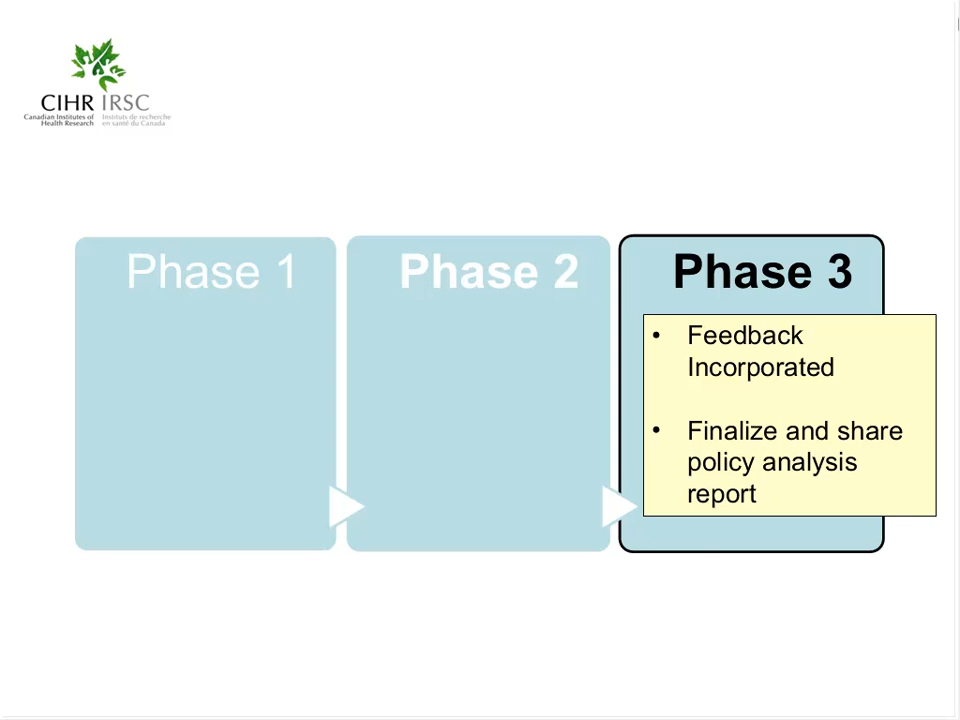 CIHR IRSC
Canadian Institutes of Instituts de recherche
Health Research en santé du Canada
Phase 1 Phase 2 Phase 3
• Feedback
Incorporated
• Finalize and share
policy analysis
report